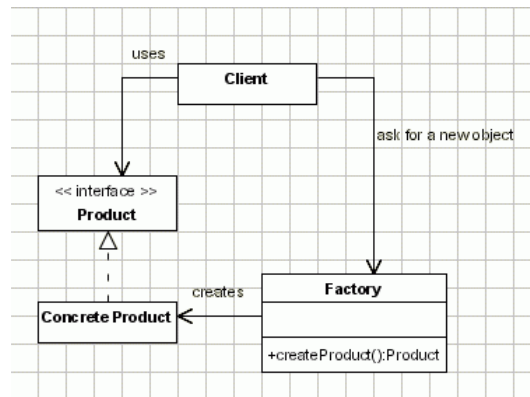 uses
Client
ask for a new object
<< interface >>
Product
creates
Factory
Concrete Product
+createProduct():Product